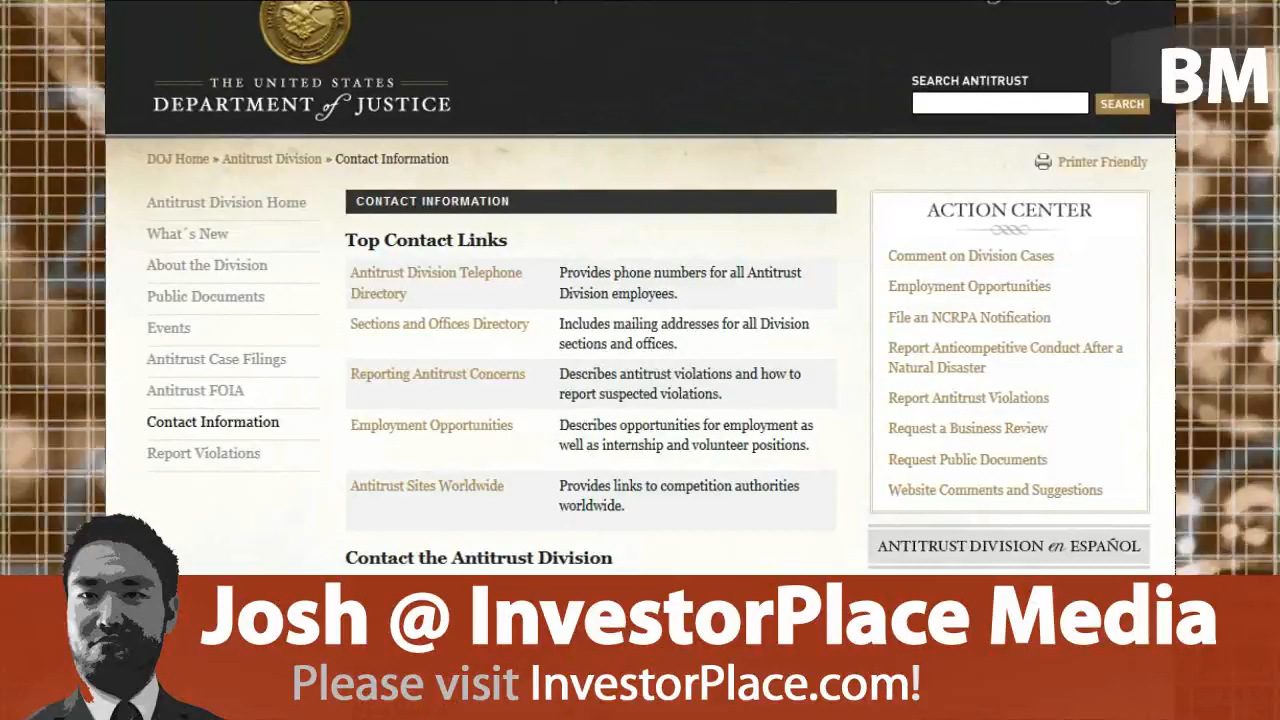 BM
THE UNITED STATES
DEPARTMENT of JUSTICE
SEARCH ANTITRUST
SEARCH
DOJ Home » Antitrust Division » Contact Information
Printer Friendly
Antitrust Division Home
What´s New
About the Division
Public Documents
Events
Antitrust Case Filings
Antitrust FOIA
Contact Information
Report Violations
CONTACT INFORMATION
Top Contact Links
Antitrust Division Telephone
Directory
Provides phone numbers for all Antitrust
Division employees.
Sections and Offices Directory
Includes mailing addresses for all Division
sections and offices.
Reporting Antitrust Concerns
Describes antitrust violations and how to
report suspected violations.
Employment Opportunities
Describes opportunities for employment as
well as internship and volunteer positions.
Antitrust Sites Worldwide
Provides links to competition authorities
worldwide.
Contact the Antitrust Division
ACTION CENTER
Comment on Division Cases
Employment Opportunities
File an NCRPA Notification
Report Anticompetitive Conduct After a
Natural Disaster
Report Antitrust Violations
Request a Business Review
Request Public Documents
Website Comments and Suggestions
ANTITRUST DIVISION en ESPAÑOL
Josh @ InvestorPlace Media
Please visit InvestorPlace.com!